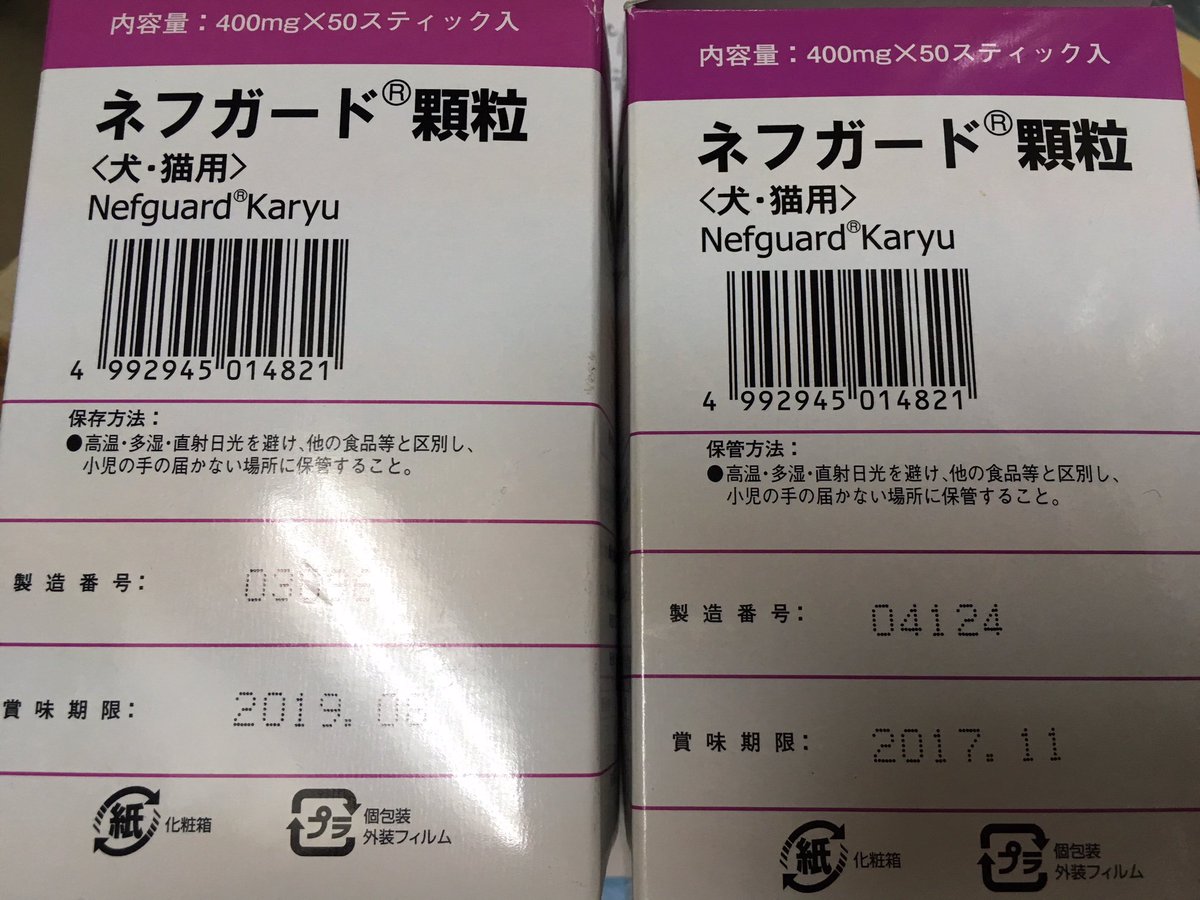 内容量：400mg×50スティック入
ネフガード®顆粒
〈犬・猫用〉
Nefguard®Karyu
4 992945 014821
保存方法：
●高温・多湿・直射日光を避け、他の食品等と区別し、
小児の手の届かない場所に保管すること。
製造番号：
賞味期限： 2019.
紙 化粧箱
プラ 個包装
外装フィルム
内容量：400mg×50スティック入
ネフガード®顆粒
〈犬・猫用〉
Nefguard®Karyu
4 992945 014821
保管方法：
●高温・多湿・直射日光を避け、他の食品等と区別し、
小児の手の届かない場所に保管すること。
製造番号： 04124
賞味期限： 2017.11
紙 化粧箱
プラ 個包装
外装フィルム